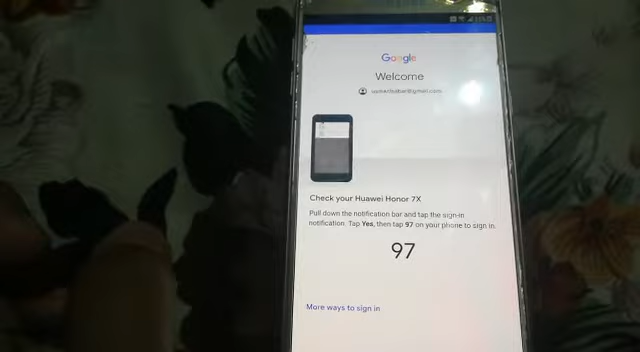 Google
Welcome
Check your Huawei Honor 7X
Pull down the notification bar and tap the sign-in
notification. Tap Yes, then tap 97 on your phone to sign in.
97
More ways to sign in